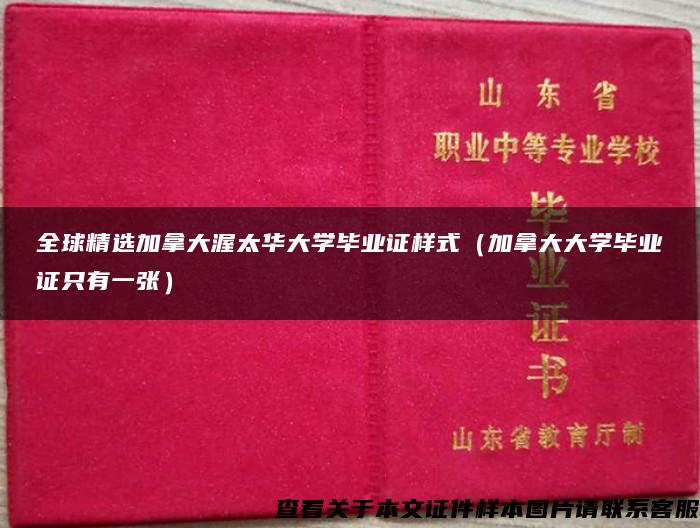 山东省
职业中等专业学校
毕业证书
全球精选加拿大渥太华大学毕业证样式（加拿大大学毕业
证只有一张）
山东省教育厅制
查看关于本文证件样本图片请联系客服